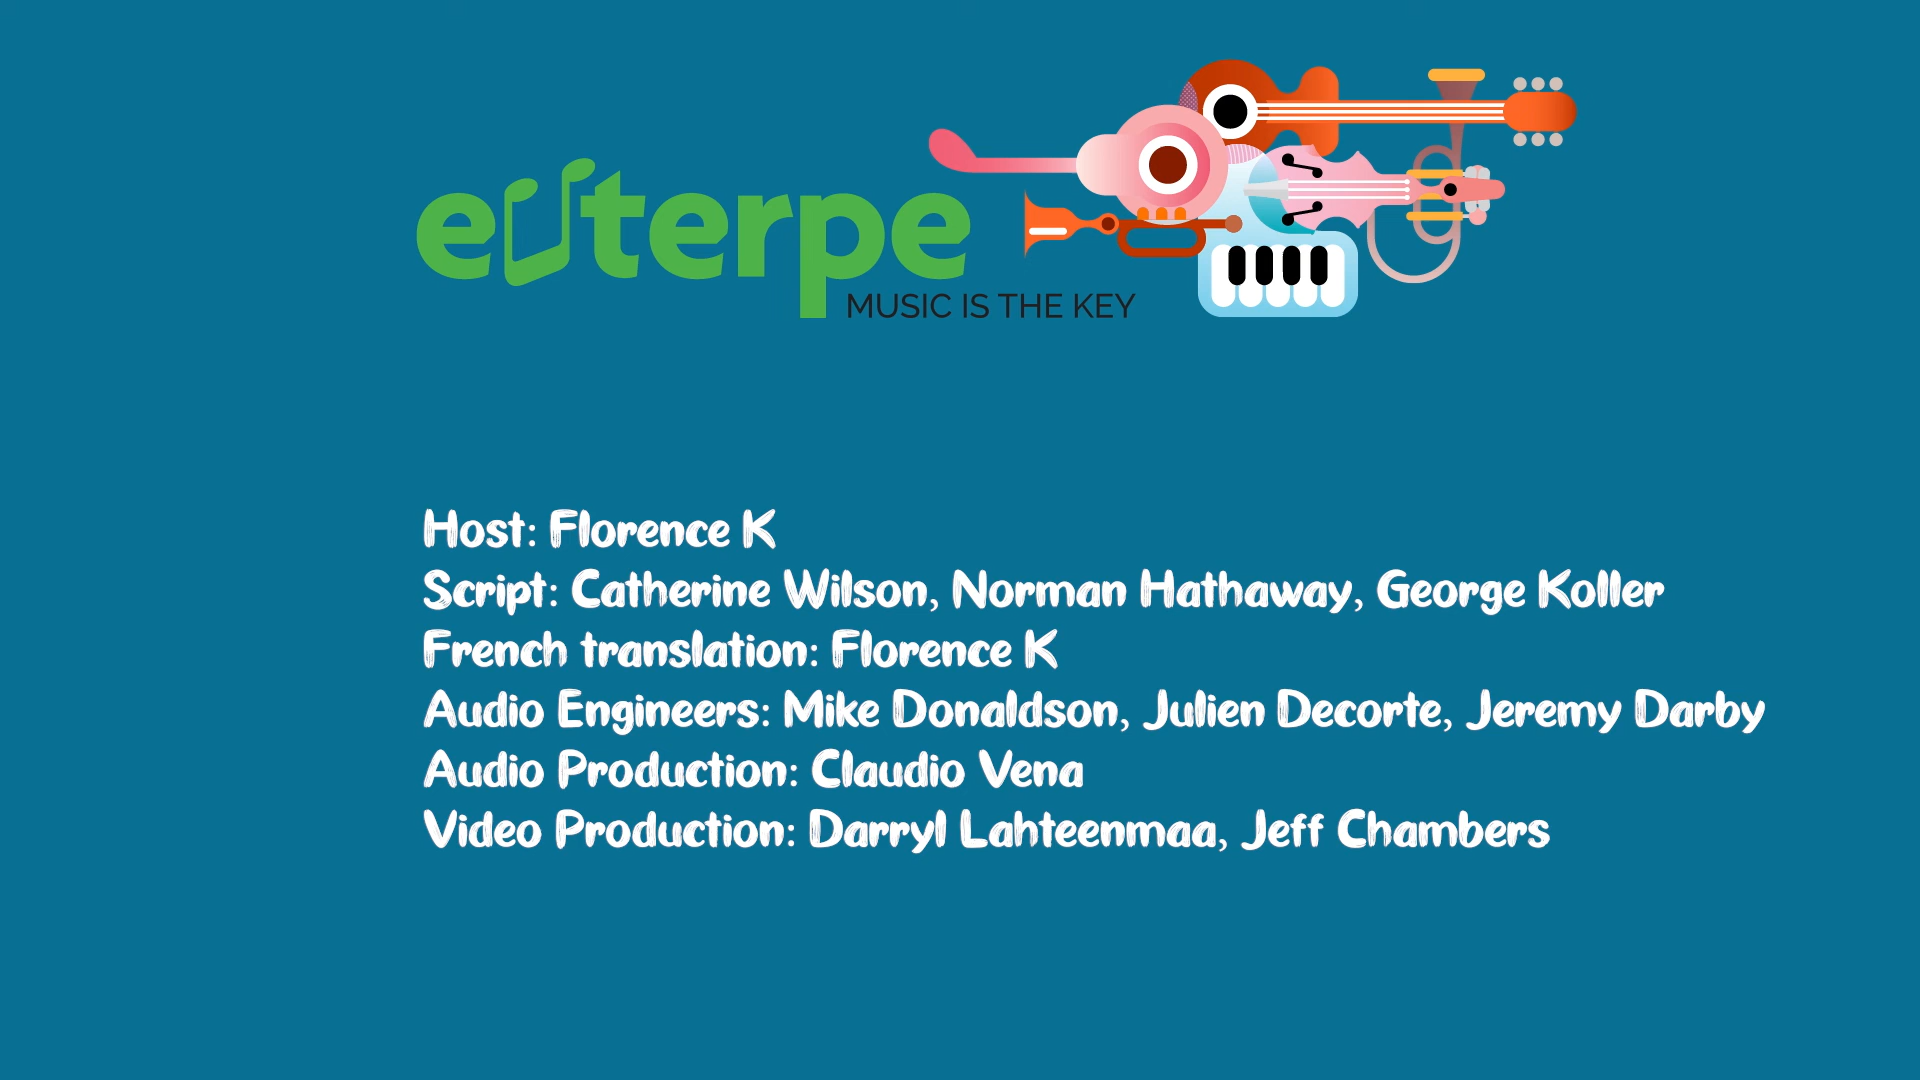 euterpe
MUSIC IS THE KEY
Host: Florence K
Script: Catherine Wilson, Norman Hathaway, George Koller
French translation: Florence K
Audio Engineers: Mike Donaldson, Julien Decorte, Jeremy Darby
Audio Production: Claudio Vena
Video Production: Darryl Lahteenmaa, Jeff Chambers